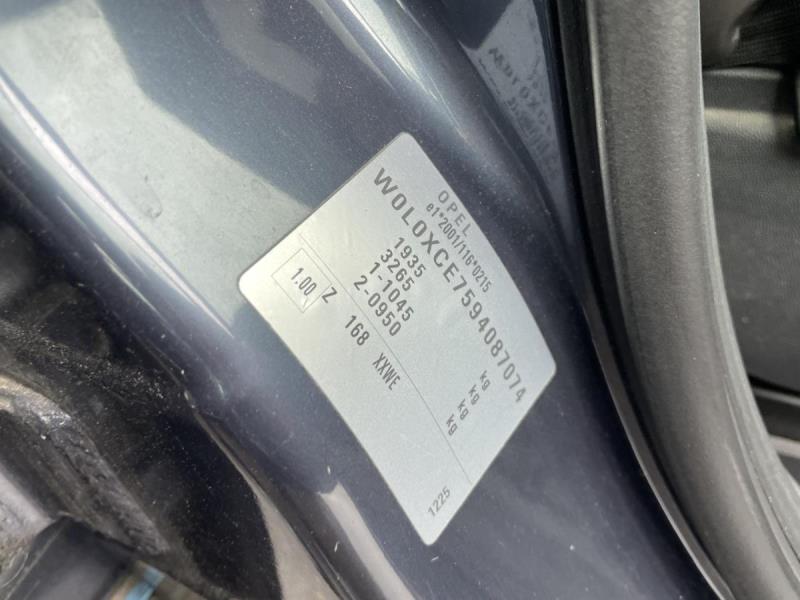 OPEL
e1*2001/116*0215
W0L0XCE7594087074
1935 kg
3265 kg
1-1045 kg
2-0950 kg
1.00 Z 168 XXWE
1225